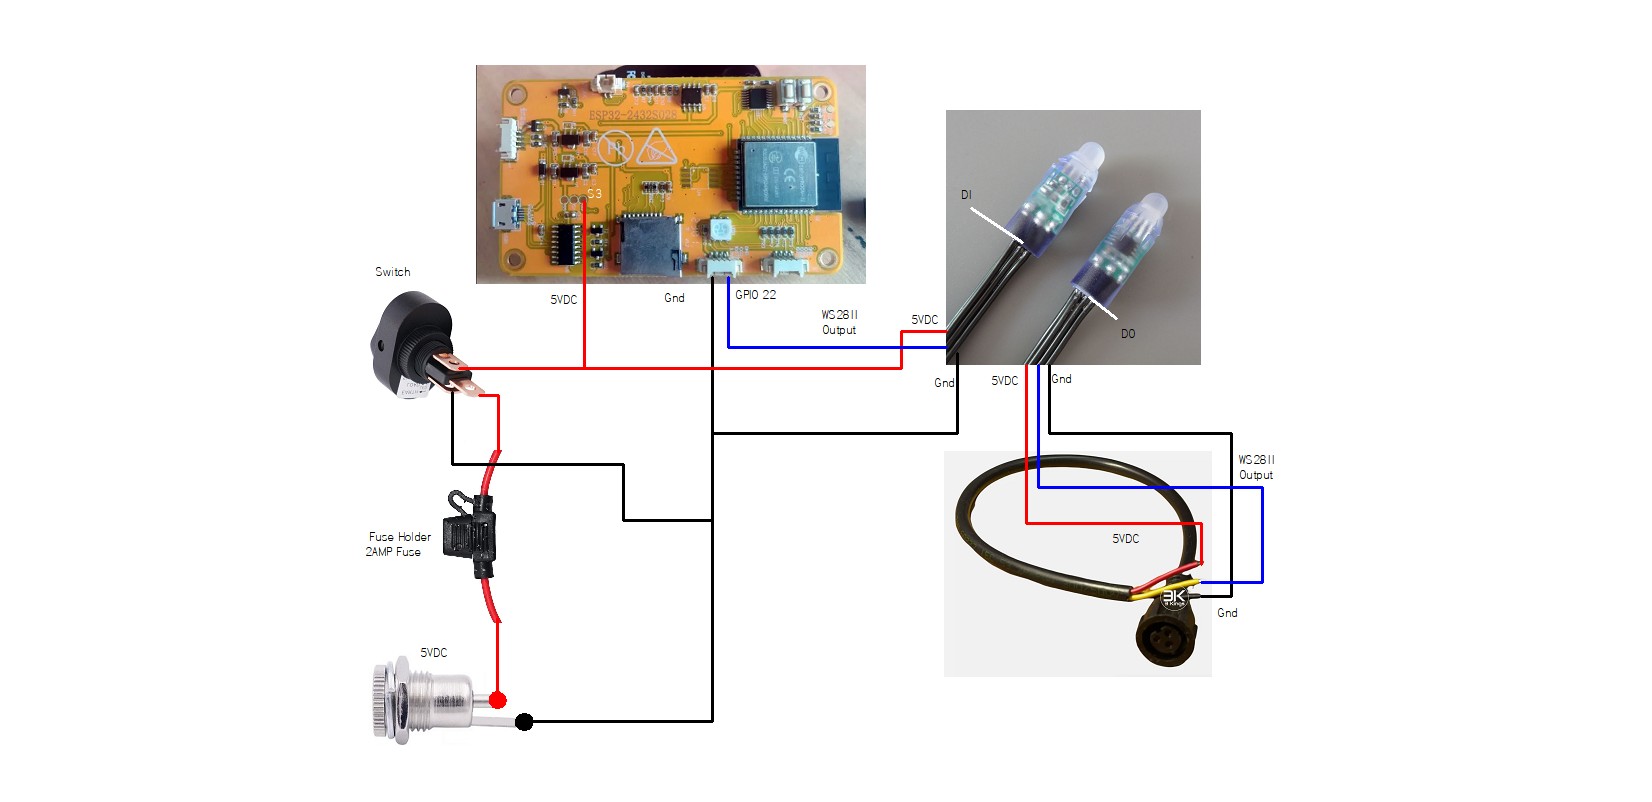 ESP32-2432S028
S3
DI
Switch
5VDC
Gnd
GPIO 22
WS2811
Output
5VDC
DO
Gnd
5VDC
Gnd
WS2811
Output
Fuse Holder
2AMP Fuse
5VDC
3K
Gnd
5VDC